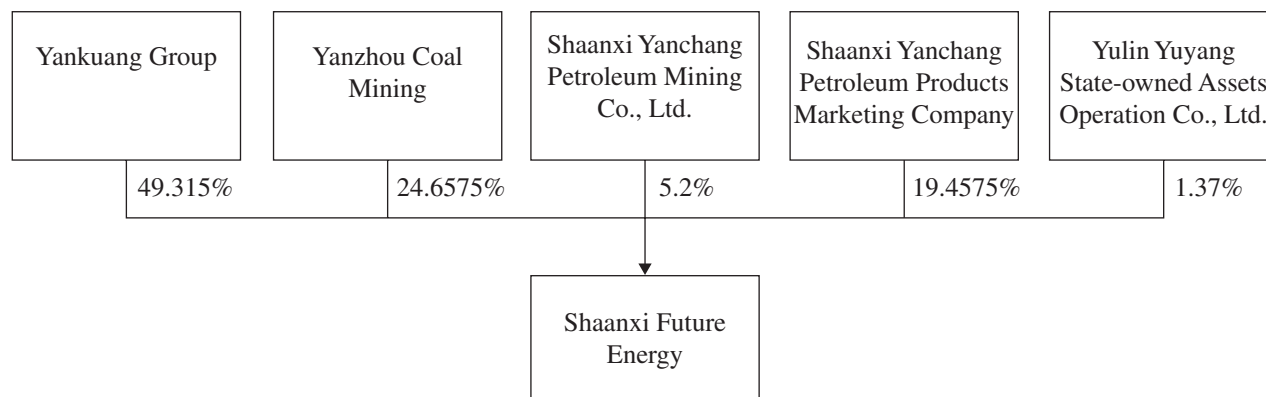 Yankuang Group
Yanzhou Coal
Mining
Shaanxi Yanchang
Petroleum Mining
Co., Ltd.
Shaanxi Yanchang
Petroleum Products
Marketing Company
Yulin Yuyang
State-owned Assets
Operation Co., Ltd.
49.315%
24.6575%
5.2%
19.4575%
1.37%
Shaanxi Future
Energy